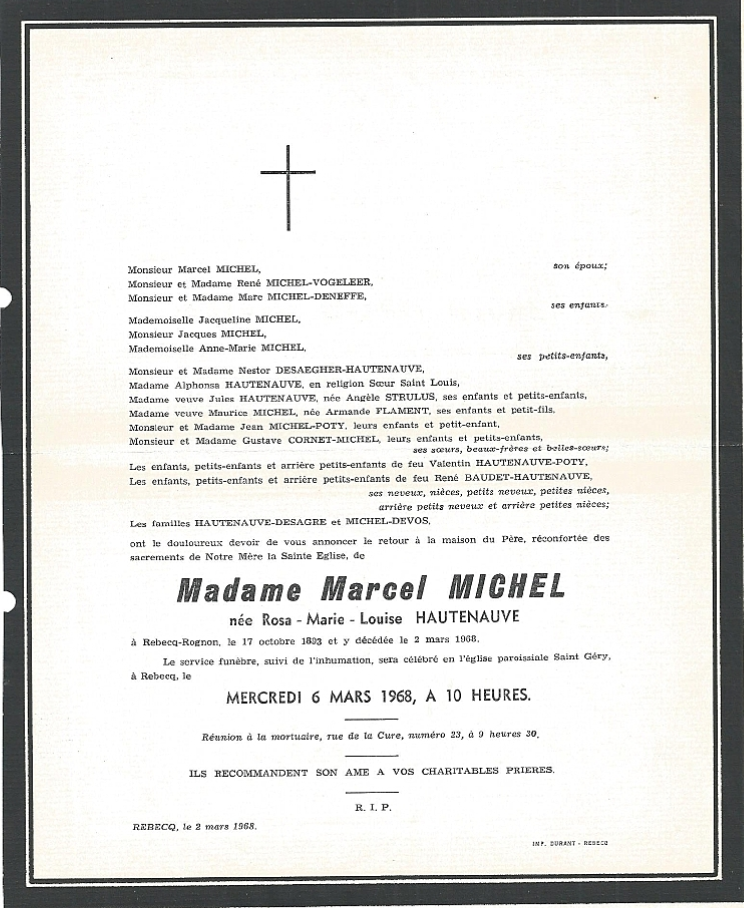 Monsieur Marcel MICHEL,
son époux;
Monsieur et Madame René MICHEL-VOGELEER,
Monsieur et Madame Marc MICHEL-DENEFFE,
ses enfants.
Mademoiselle Jacqueline MICHEL,
Monsieur Jacques MICHEL,
Mademoiselle Anne-Marie MICHEL,
ses petits-enfants,
Monsieur et Madame Nestor DESAEGHER-HAUTENAUVE,
Madame Alphonsa HAUTENAUVE, en religion Sœur Saint Louis,
Madame veuve Jules HAUTENAUVE, née Angèle STRULUS, ses enfants et petits-enfants,
Madame veuve Maurice MICHEL, née Armande FLAMENT, ses enfants et petit-fils.
Monsieur et Madame Jean MICHEL-POTY, leurs enfants et petit-enfant,
Monsieur et Madame Gustave CORNET-MICHEL, leurs enfants et petits-enfants,
ses sœurs, beaux-frères et belles-sœurs;
Les enfants, petits-enfants et arrière petits-enfants de feu Valentin HAUTENAUVE-POTY,
Les enfants, petits-enfants et arrière petits-enfants de feu René BAUDET-HAUTENAUVE,
ses neveux, nièces, petits neveux, petites nièces,
arrière petits neveux et arrière petites nièces;
Les familles HAUTENAUVE-DESAGRE et MICHEL-DEVOS,
ont le douloureux devoir de vous annoncer le retour à la maison du Père, réconfortée des
sacrements de Notre Mère la Sainte Eglise, de
Madame Marcel MICHEL
née Rosa - Marie - Louise HAUTENAUVE
à Rebecq-Rognon, le 17 octobre 1893 et y décédée le 2 mars 1968.
Le service funèbre, suivi de l'inhumation, sera célébré en l'église paroissiale Saint Géry,
à Rebecq, le
MERCREDI 6 MARS 1968, A 10 HEURES.
Réunion à la mortuaire, rue de la Cure, numéro 23, à 9 heures 30.
ILS RECOMMANDENT SON AME A VOS CHARITABLES PRIERES.
R. I. P.
REBECQ, le 2 mars 1968.
IMP. DURANT - REBECQ